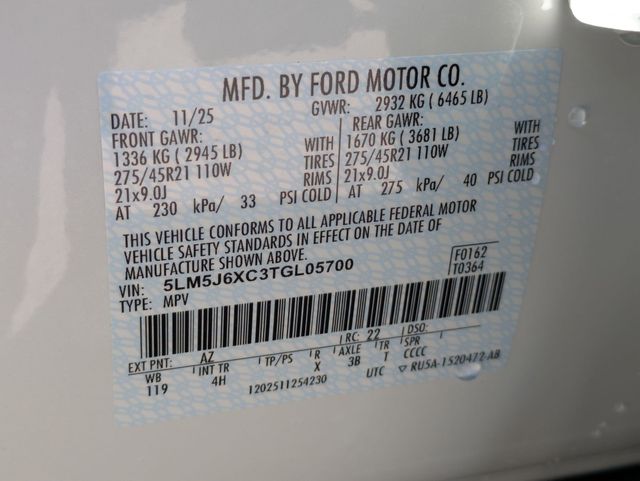 MFD. BY FORD MOTOR CO.
DATE: 11/25 GVWR: 2932 KG ( 6465 LB)
FRONT GAWR: REAR GAWR:
1336 KG ( 2945 LB) WITH 1670 KG ( 3681 LB) WITH
275/45R21 110W TIRES 275/45R21 110W TIRES
21x9.0J RIMS 21x9.0J RIMS
AT 230 kPa/ 33 PSI COLD AT 275 kPa/ 40 PSI COLD
THIS VEHICLE CONFORMS TO ALL APPLICABLE FEDERAL MOTOR
VEHICLE SAFETY STANDARDS IN EFFECT ON THE DATE OF
MANUFACTURE SHOWN ABOVE.
VIN: 5LM5J6XC3TGL05700 F0162
TYPE: MPV T0364
EXT PNT: AZ RC: 22 DSO:
WB INT TR TP/PS R AXLE TR SPR
119 4H X 3B T CCCC
1202511254230 UTC ▽ RU5A-1520472-AB